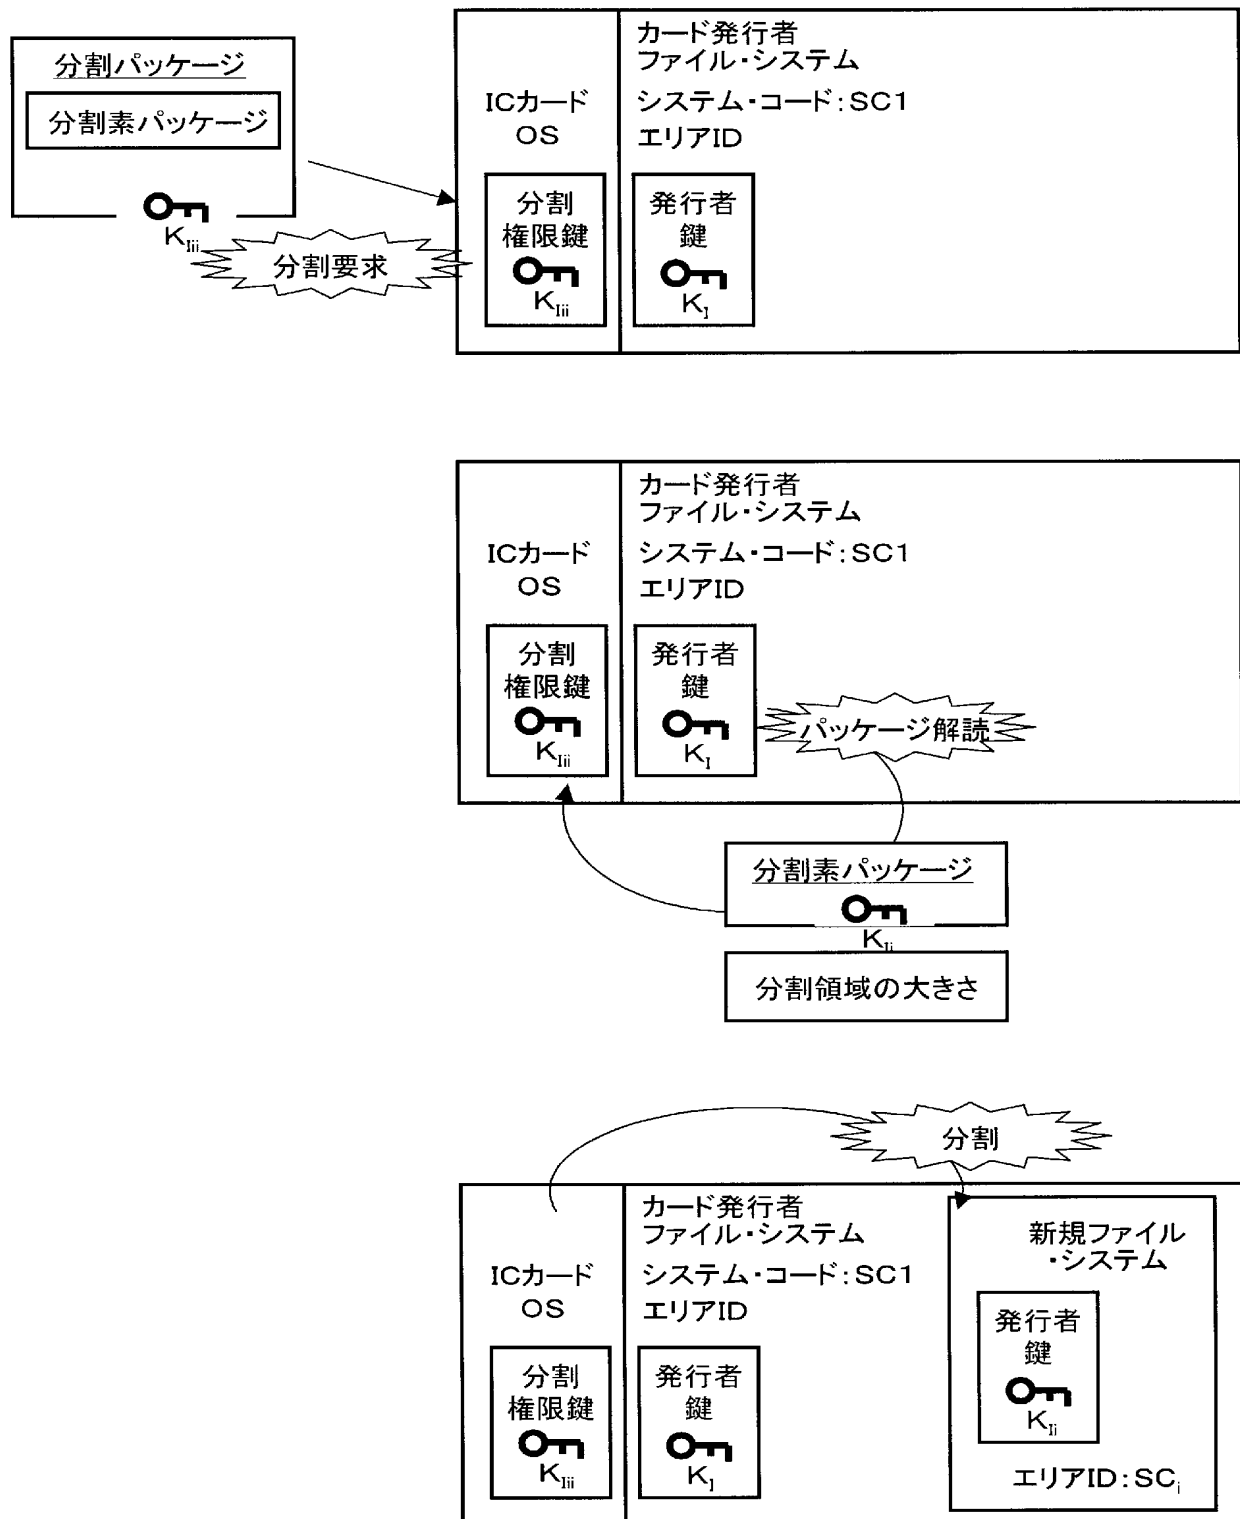 分割パッケージ
分割素パッケージ
K_Iii
分割要求
ICカード
OS
分割
権限鍵
K_Iii
カード発行者
ファイル・システム
システム・コード:SC1
エリアID
発行者
鍵
K_I
ICカード
OS
分割
権限鍵
K_Iii
カード発行者
ファイル・システム
システム・コード:SC1
エリアID
発行者
鍵
K_I
パッケージ解読
分割素パッケージ
K_Ii
分割領域の大きさ
分割
ICカード
OS
分割
権限鍵
K_Iii
カード発行者
ファイル・システム
システム・コード:SC1
エリアID
発行者
鍵
K_I
新規ファイル
・システム
発行者
鍵
K_Ii
エリアID:SC_i